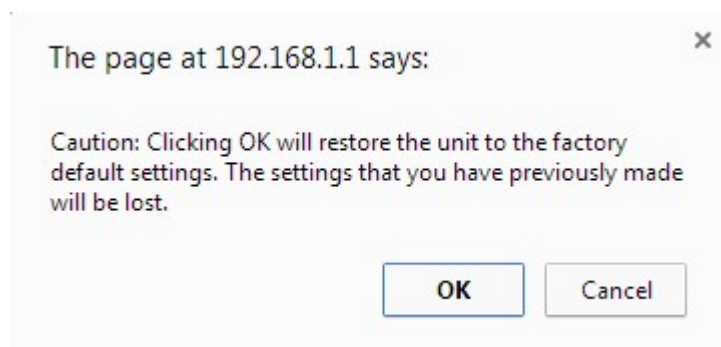 The page at 192.168.1.1 says:
Caution: Clicking OK will restore the unit to the factory
default settings. The settings that you have previously made
will be lost.
OK
Cancel